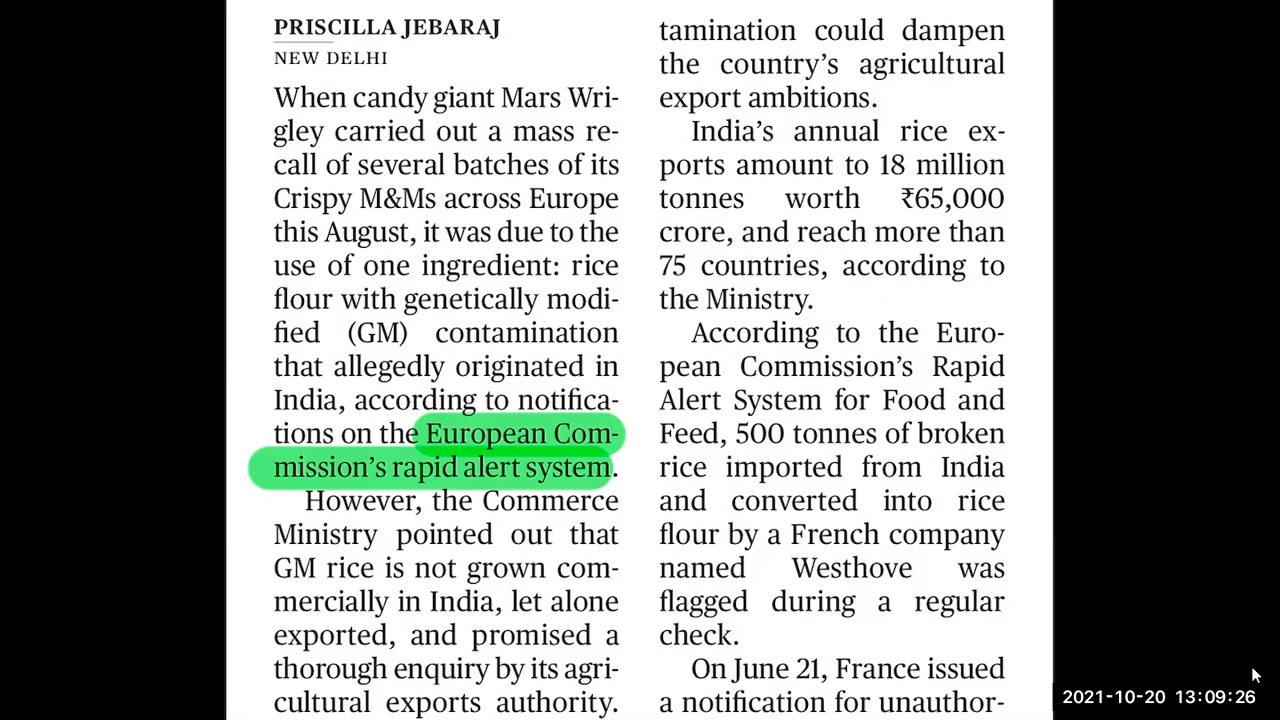 PRISCILLA JEBARAJ
NEW DELHI
When candy giant Mars Wri-
gley carried out a mass re-
call of several batches of its
Crispy M&Ms across Europe
this August, it was due to the
use of one ingredient: rice
flour with genetically modi-
fied (GM) contamination
that allegedly originated in
India, according to notifica-
tions on the European Com-
mission’s rapid alert system.
However, the Commerce
Ministry pointed out that
GM rice is not grown com-
mercially in India, let alone
exported, and promised a
thorough enquiry by its agri-
cultural exports authority.
tamination could dampen
the country’s agricultural
export ambitions.
India’s annual rice ex-
ports amount to 18 million
tonnes worth ₹65,000
crore, and reach more than
75 countries, according to
the Ministry.
According to the Euro-
pean Commission’s Rapid
Alert System for Food and
Feed, 500 tonnes of broken
rice imported from India
and converted into rice
flour by a French company
named Westhove was
flagged during a regular
check.
On June 21, France issued
a notification for unauthor-
2021-10-20 13:09:26